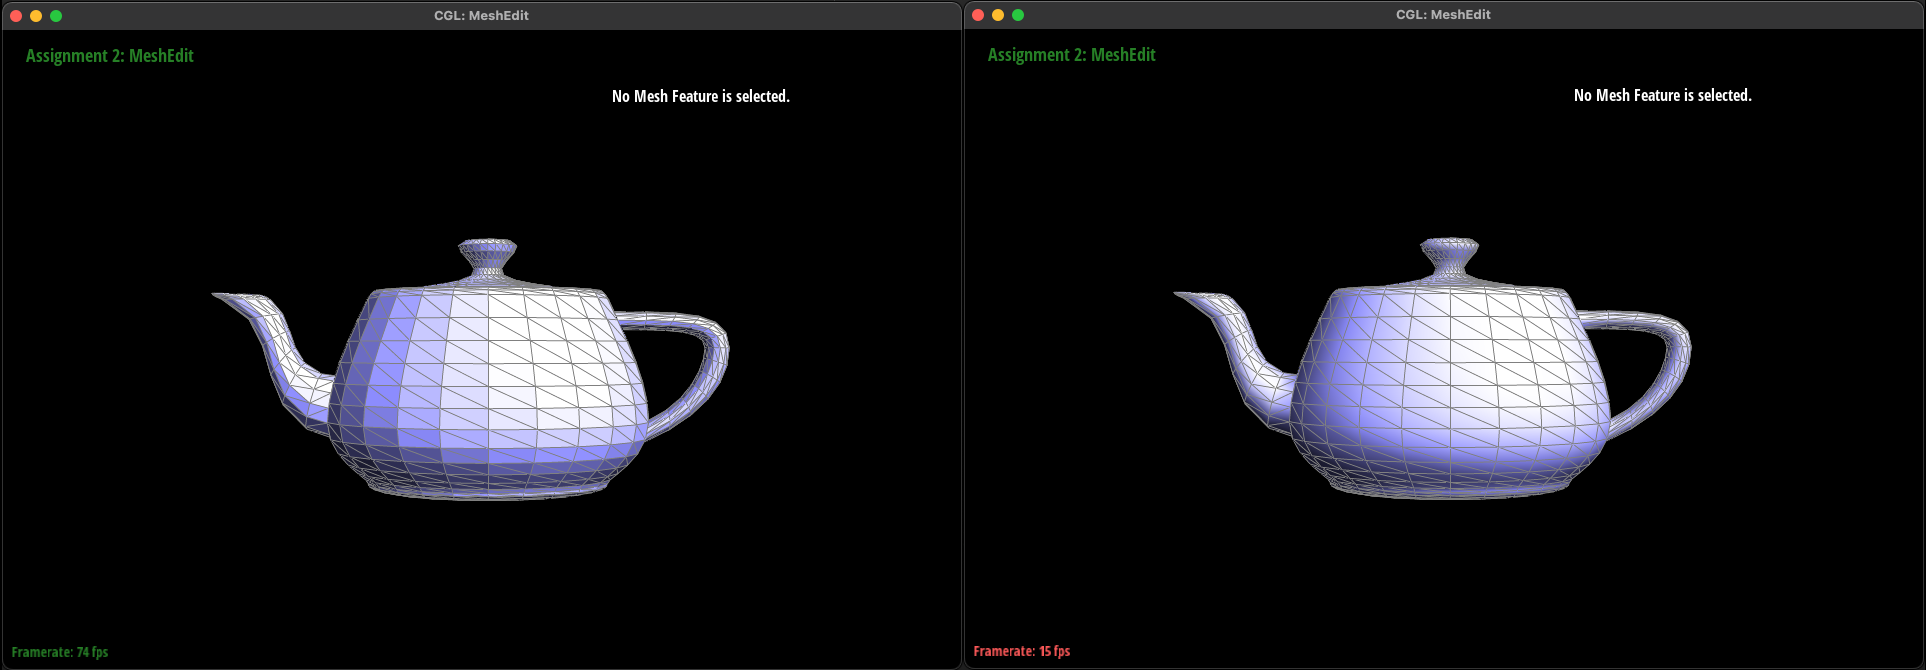 CGL: MeshEdit
Assignment 2: MeshEdit
No Mesh Feature is selected.
Framerate: 74 fps
CGL: MeshEdit
Assignment 2: MeshEdit
No Mesh Feature is selected.
Framerate: 15 fps